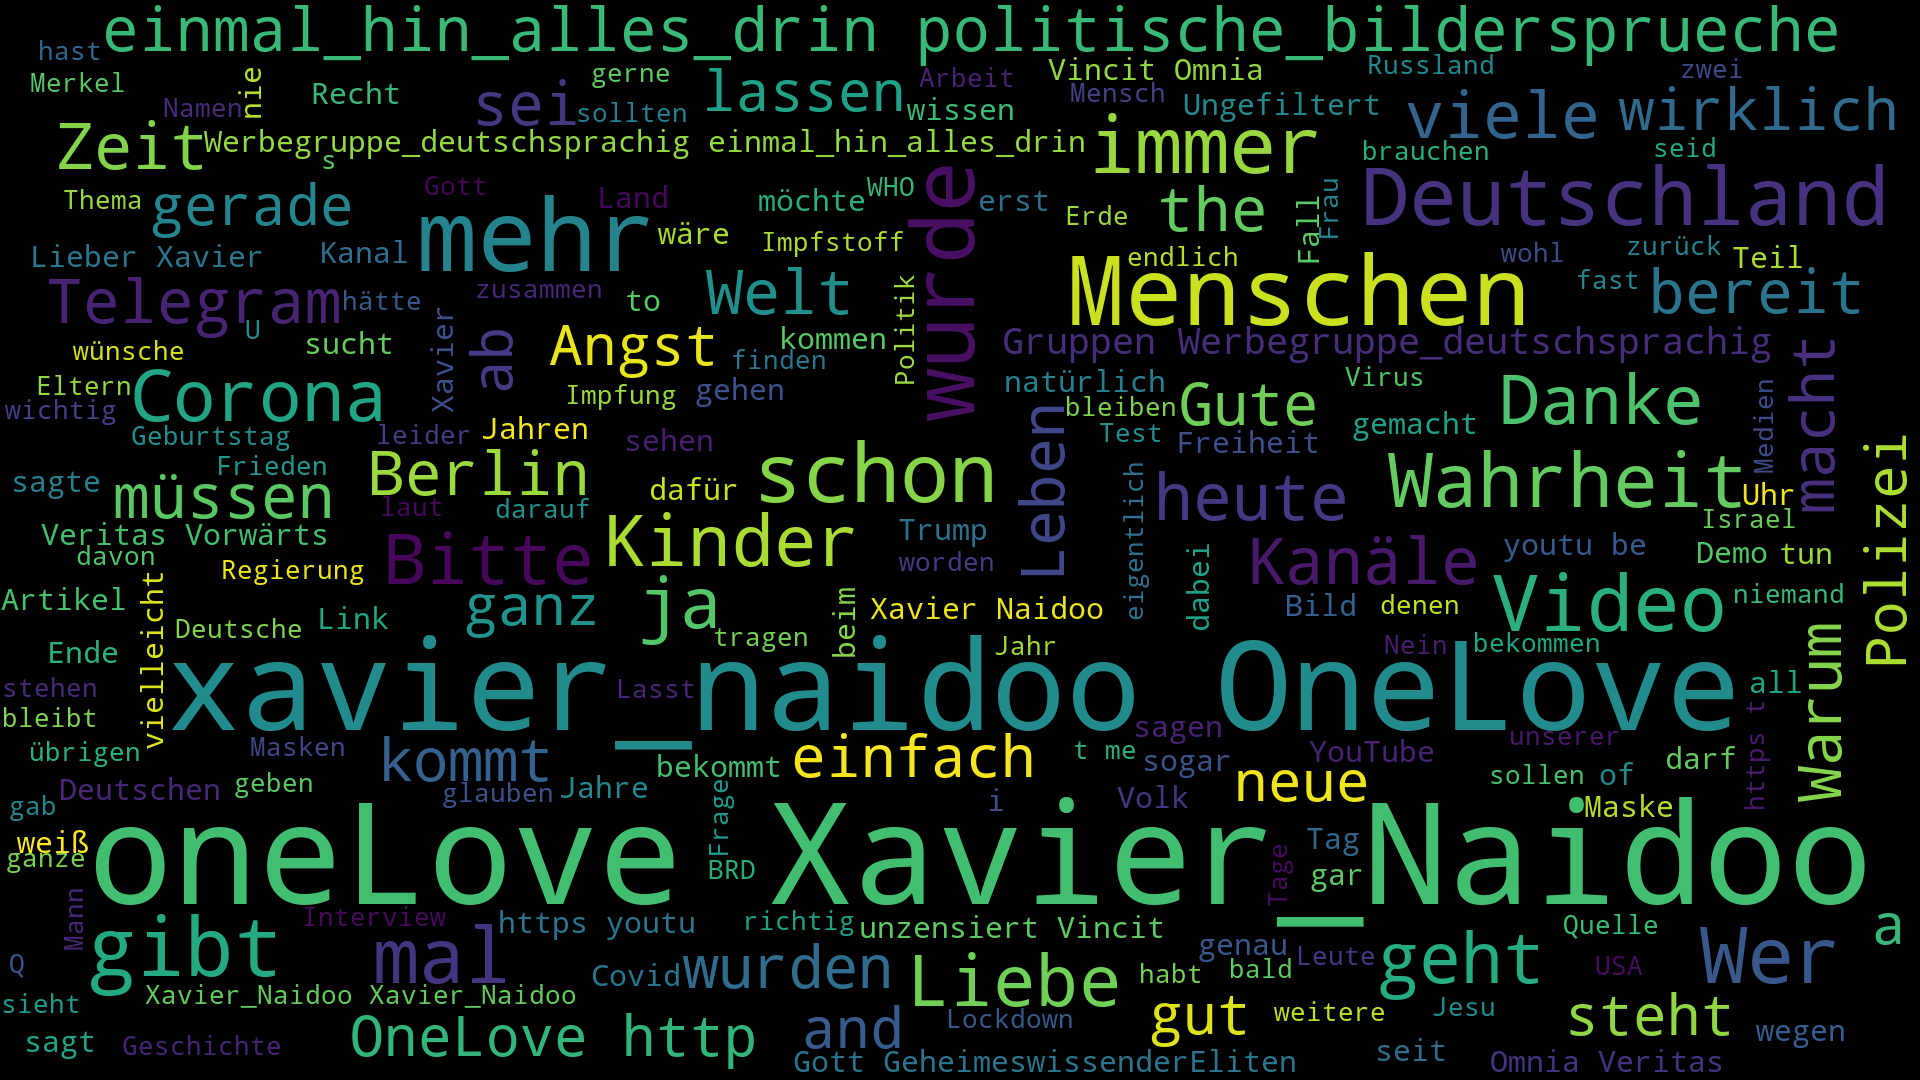 einmal_hin_alles_drin politische_bildersprueche
hast
Merkel
Namen
nie
Recht
gerne
sei
sollten
lassen
Arbeit
wissen
Vincit Omnia
Mensch
Ungefiltert
Russland
zwei
viele
wirklich
Zeit
Werbegruppe_deutschsprachig einmal_hin_alles_drin
s
immer
brauchen
seid
Thema
gerade
Gott
Land
mehr
möchte
WHO
wurde
erst
Erde
the
Fall
Frau
Deutschland
Lieber Xavier
Kanal
wäre
Impfstoff
endlich
Menschen
wohl
zurück
Teil
fast
bereit
Telegram
hätte
U
zusammen
to
Welt
Politik
wünsche
sucht
Xavier
ab
Angst
kommen
finden
Gruppen Werbegruppe_deutschsprachig
Eltern
wichtig
Corona
Impfung
gehen
natürlich
bleiben
Gute
Virus
Danke
macht
Geburtstag
leider
Jahren
sehen
Leben
Test
Freiheit
gemacht
Medien
Polizei
sagte
Frieden
müssen
Berlin
dafür
schon
eigentlich
heute
Wahrheit
Uhr
laut
darauf
Veritas Vorwärts
Kinder
Trump
Israel
davon
Regierung
Bitte
worden
dabei
Kanäle
youtu be
Demo
tun
Artikel
vielleicht
Deutsche
Link
ganz
ja
tragen
beim
Xavier Naidoo
Bild
denen
Video
niemand
Ende
Jahr
Nein
bekommen
Warum
stehen
xavier_naidoo OneLove
Lasst
all
bleibt
übrigen
Masken
kommt
bekommt
einfach
t me
sagen
sogar
YouTube
unserer
https t
Deutschen
geben
glauben
Jahre
Frage
i
Volk
neue
sollen
of
darf
gab
Maske
weiß
ganze
oneLove Xavier_Naidoo
BRD
Tag
Tage
gar
Mann
gibt
Interview
mal
https youtu
richtig
unzensiert Vincit
genau
Leute
geht
Quelle
Wer
a
Q
Covid
wurden
Liebe
habt
bald
USA
sieht
Xavier_Naidoo Xavier_Naidoo
gut
weitere
Jesu
steht
wegen
sagt
Geschichte
OneLove http
and
Lockdown
seit
Gott GeheimeswissenderEliten
Omnia Veritas